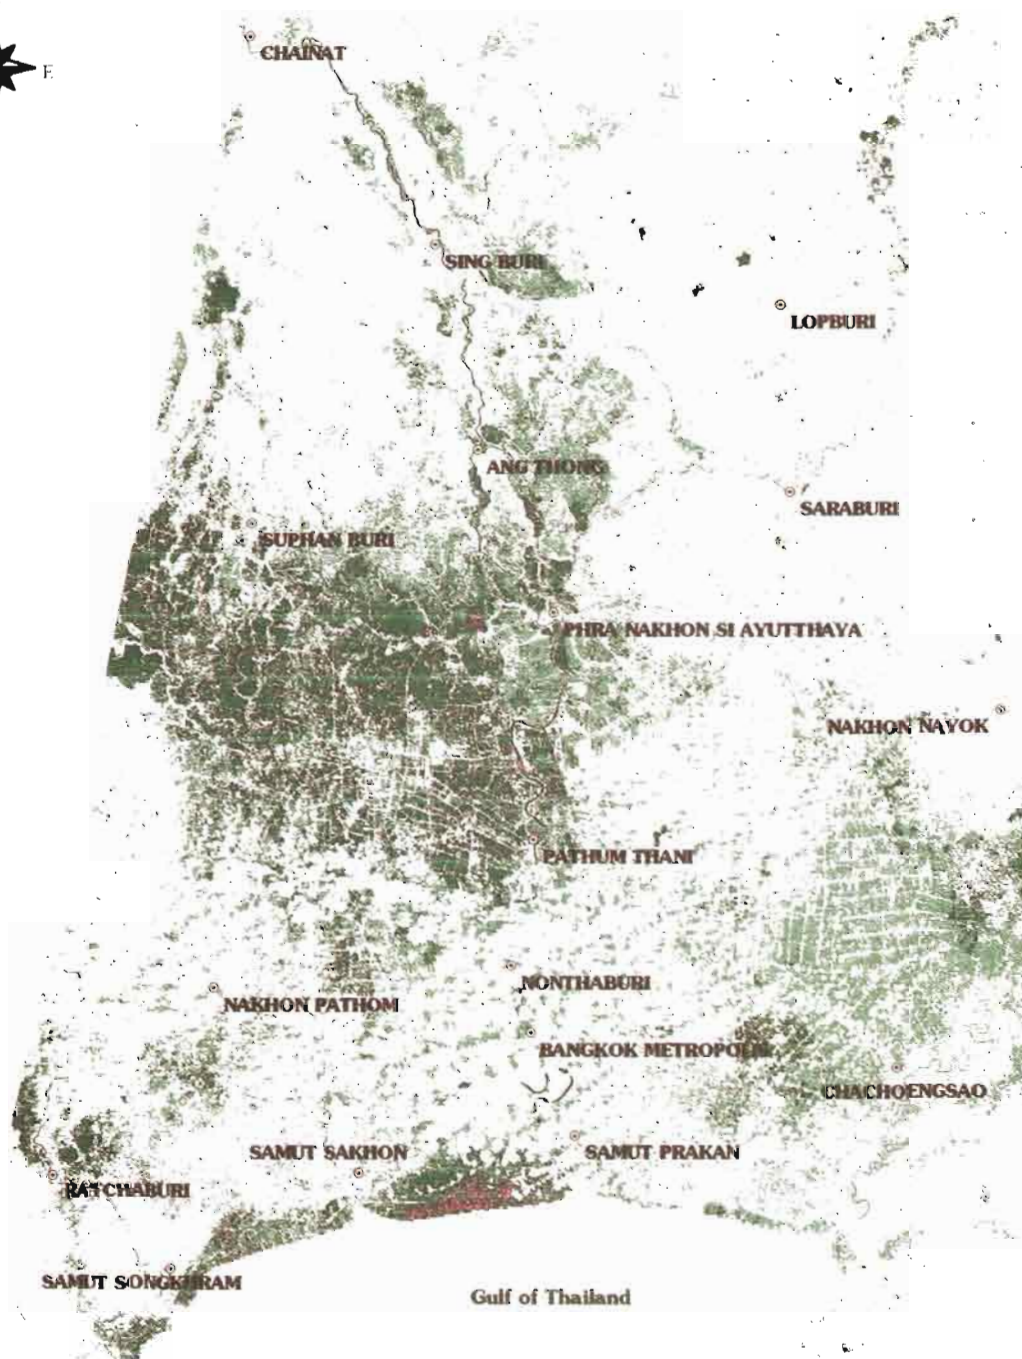 CHAINAT
E
SING BURI
LOPBURI
ANG THONG
SARABURI
SUPHAN BURI
PHRA NAKHON SI AYUTTHAYA
NAKHON NAYOK
PATHUM THANI
NONTHABURI
NAKHON PATHOM
BANGKOK METROPOLIS
CHACHOENGSAO
SAMUT SAKHON
SAMUT PRAKAN
RATCHABURI
SAMUT SONGKHRAM
Gulf of Thailand